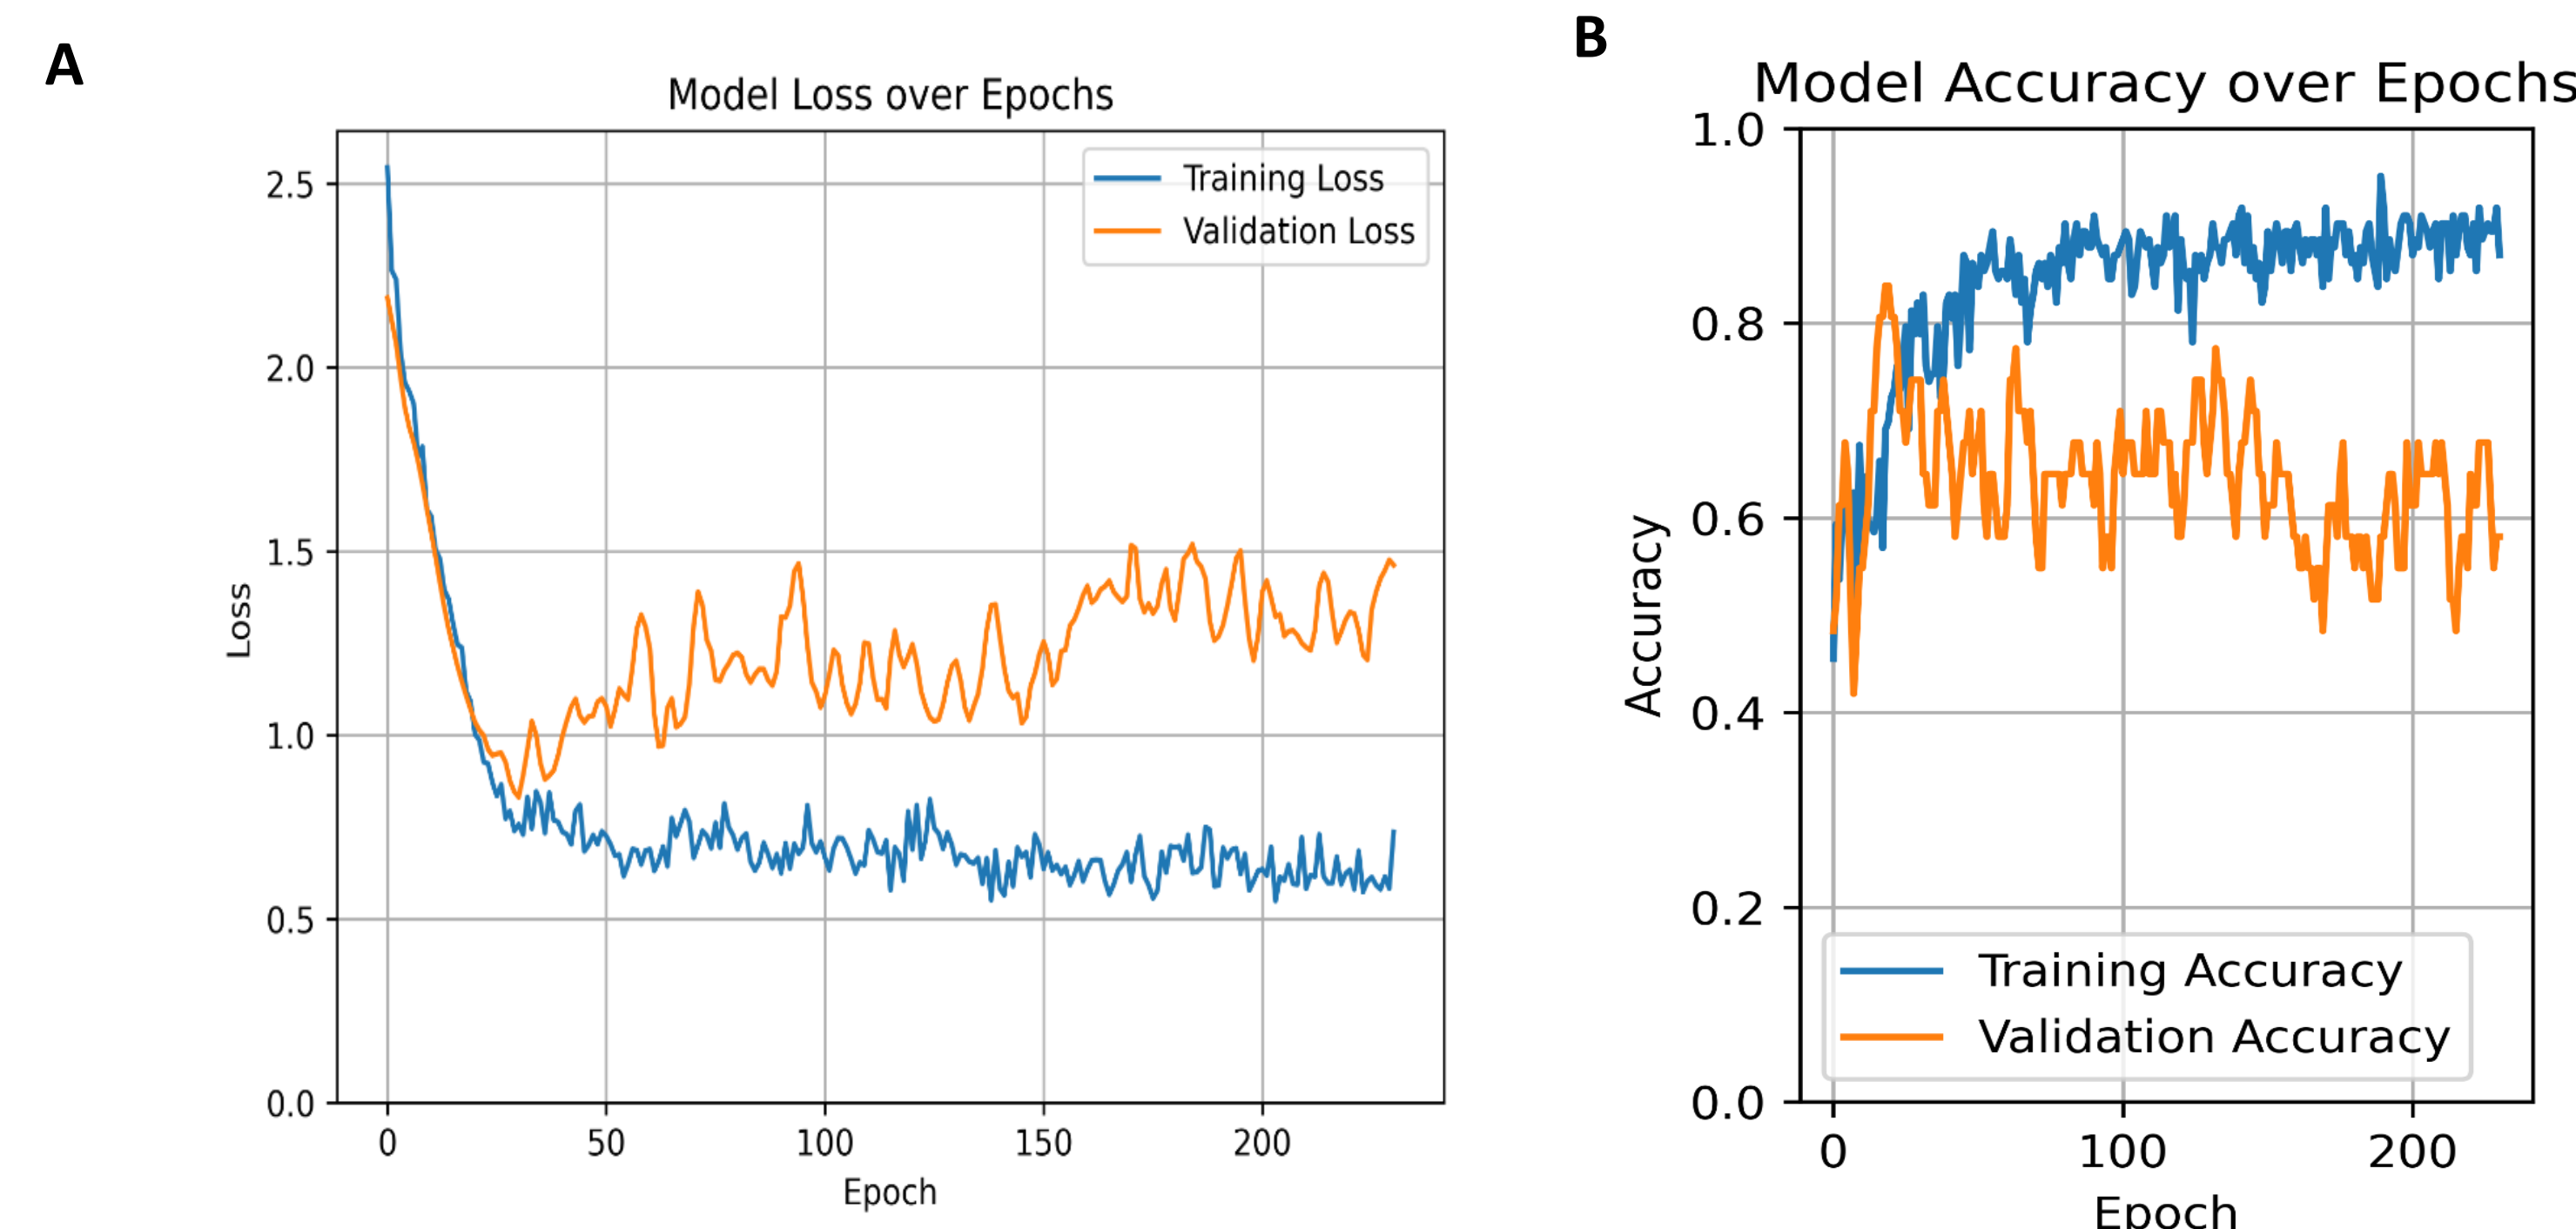 A
Model Loss over Epochs
Training Loss
Validation Loss
2.5
2.0
1.5
1.0
0.5
0.0
Loss
0 50 100 150 200
Epoch
B
Model Accuracy over Epochs
1.0
0.8
0.6
0.4
0.2
0.0
Accuracy
Training Accuracy
Validation Accuracy
0 100 200
Epoch